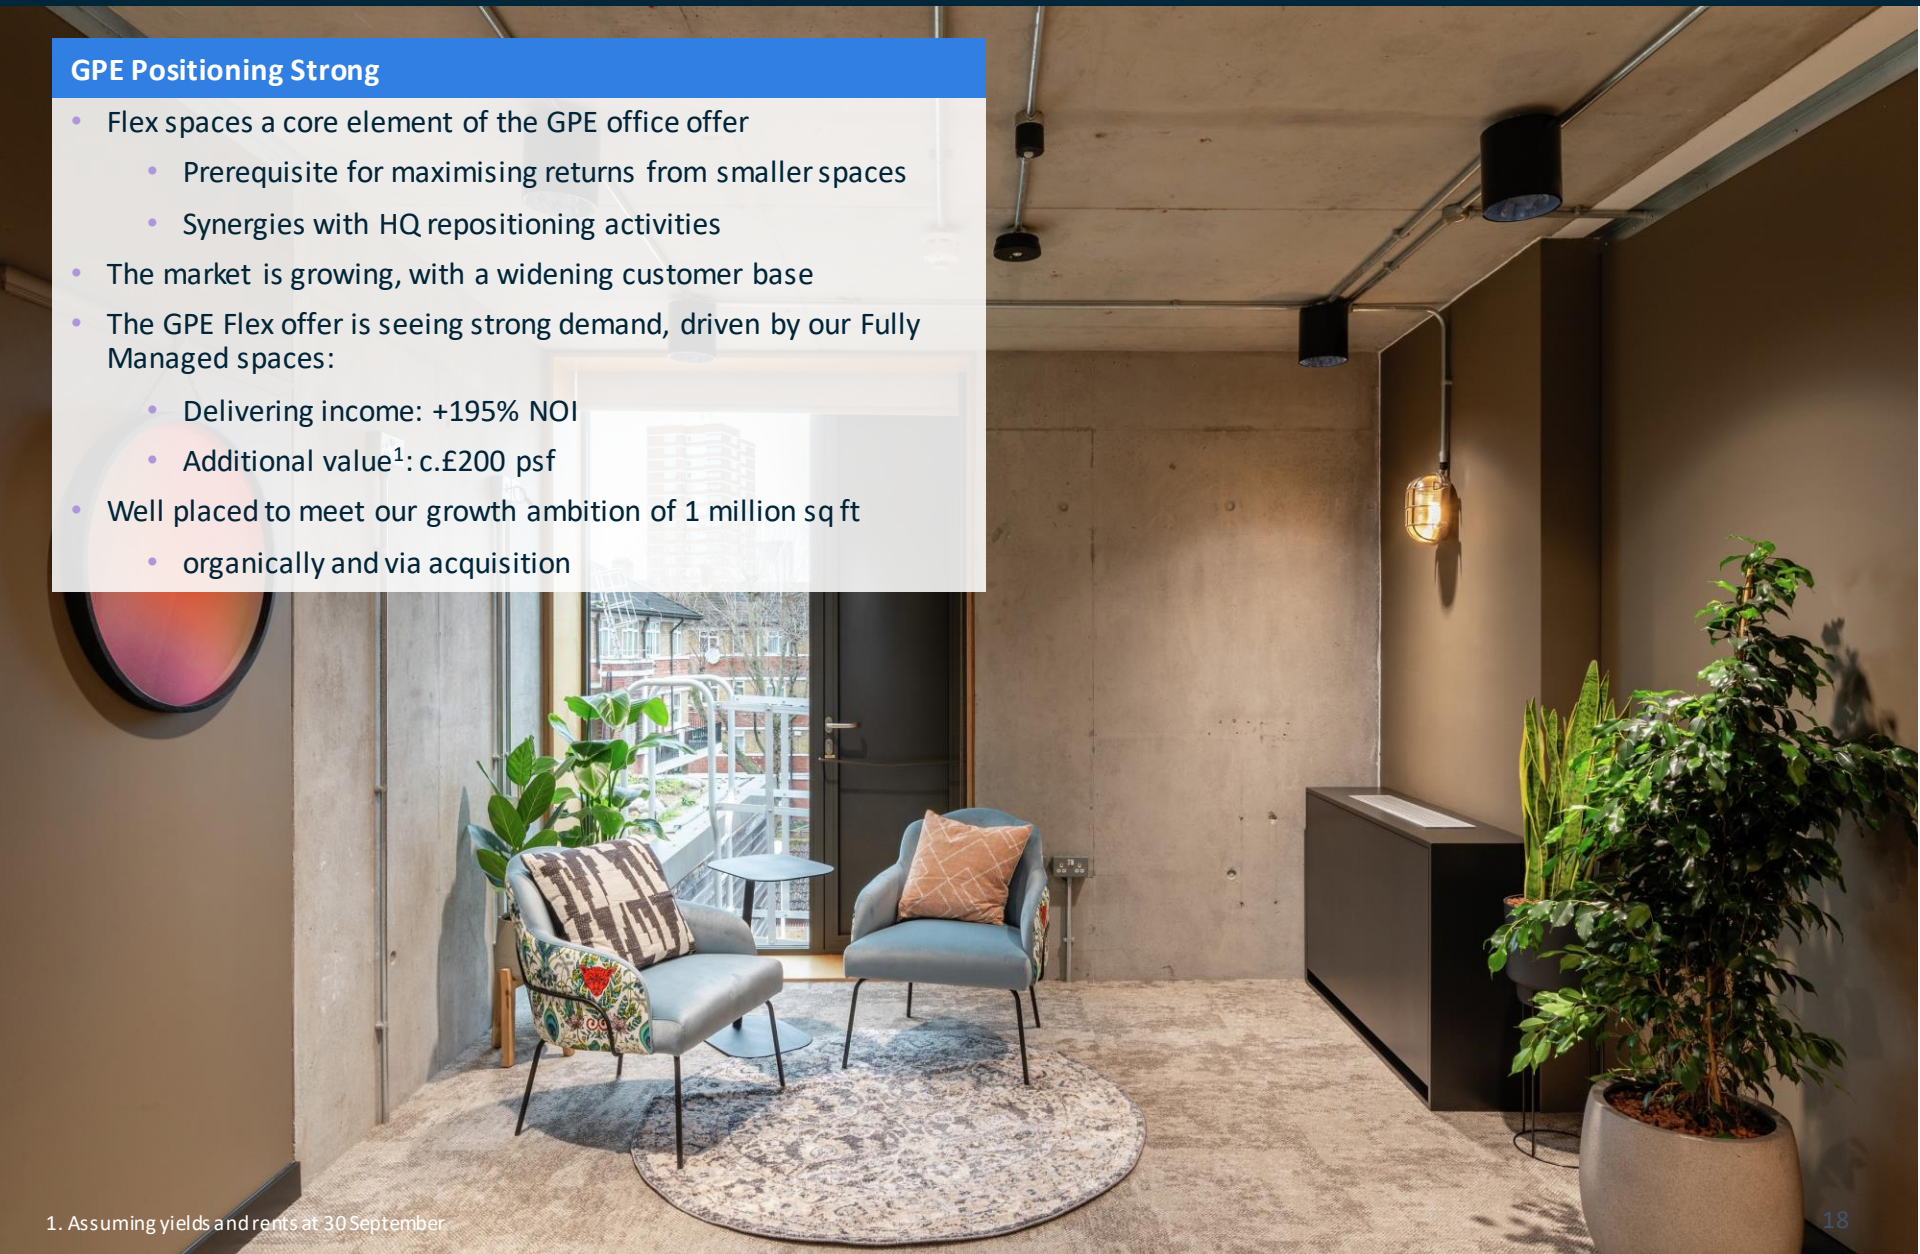 GPE Positioning Strong
• Flex spaces a core element of the GPE office offer
• Prerequisite for maximising returns from smaller spaces
• Synergies with HQ repositioning activities
• The market is growing, with a widening customer base
• The GPE Flex offer is seeing strong demand, driven by our Fully
Managed spaces:
• Delivering income: +195% NOI
• Additional value¹: c.£200 psf
• Well placed to meet our growth ambition of 1 million sq ft
• organically and via acquisition
1. Assuming yields and rents at 30 September
18